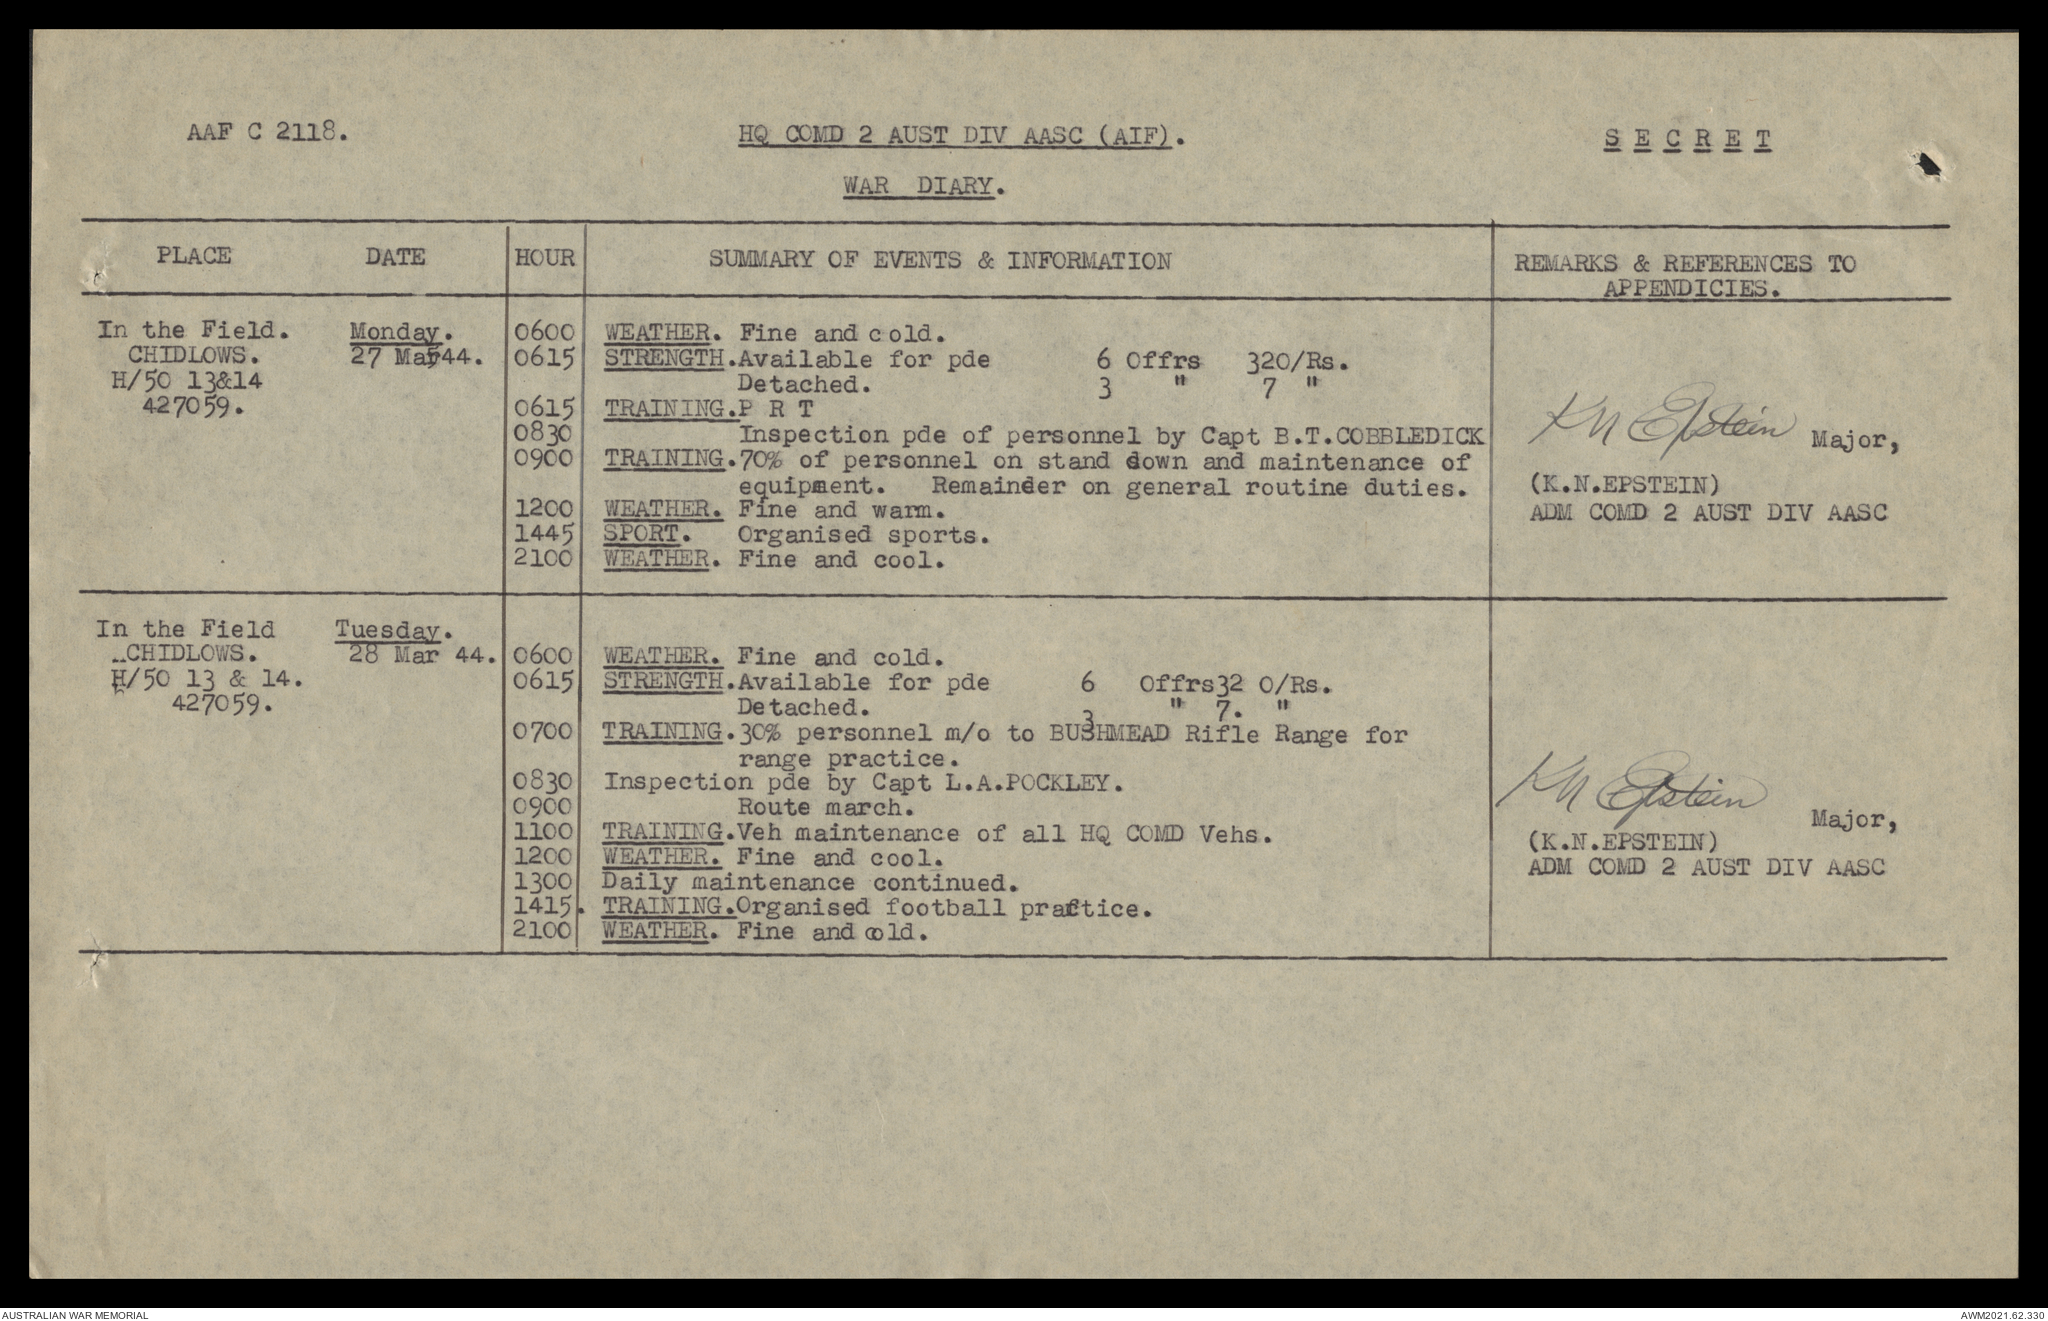 AAF C 2118. HQ COMD 2 AUST DIV AASC (AIF). S E C R E T
WAR DIARY.
PLACE DATE HOUR SUMMARY OF EVENTS & INFORMATION REMARKS & REFERENCES TO
APPENDICIES.
In the Field. Monday. 0600 WEATHER. Fine and cold.
CHIDLOWS. 27 Mar 44. 0615 STRENGTH. Available for pde 6 Offrs 320/Rs.
H/50 13&14 Detached. 3 " 7 "
427059. 0615 TRAINING. P R T
0830 Inspection pde of personnel by Capt B.T.COBBLEDICK KN Epstein Major,
0900 TRAINING. 70% of personnel on stand down and maintenance of
equipment. Remainder on general routine duties. (K.N.EPSTEIN)
1200 WEATHER. Fine and warm. ADM COMD 2 AUST DIV AASC
1445 SPORT. Organised sports.
2100 WEATHER. Fine and cool.
In the Field Tuesday.
CHIDLOWS. 28 Mar 44. 0600 WEATHER. Fine and cold.
H/50 13 & 14. 0615 STRENGTH. Available for pde 6 Offrs32 O/Rs.
427059. Detached. 3 " 7. "
0700 TRAINING. 30% personnel m/o to BUSHMEAD Rifle Range for
range practice.
0830 Inspection pde by Capt L.A.POCKLEY.
0900 Route march. KN Epstein Major,
1100 TRAINING. Veh maintenance of all HQ COMD Vehs. (K.N.EPSTEIN)
1200 WEATHER. Fine and cool. ADM COMD 2 AUST DIV AASC
1300 Daily maintenance continued.
1415. TRAINING. Organised football practice.
2100 WEATHER. Fine and cold.
AUSTRALIAN WAR MEMORIAL AWM2021.62.330